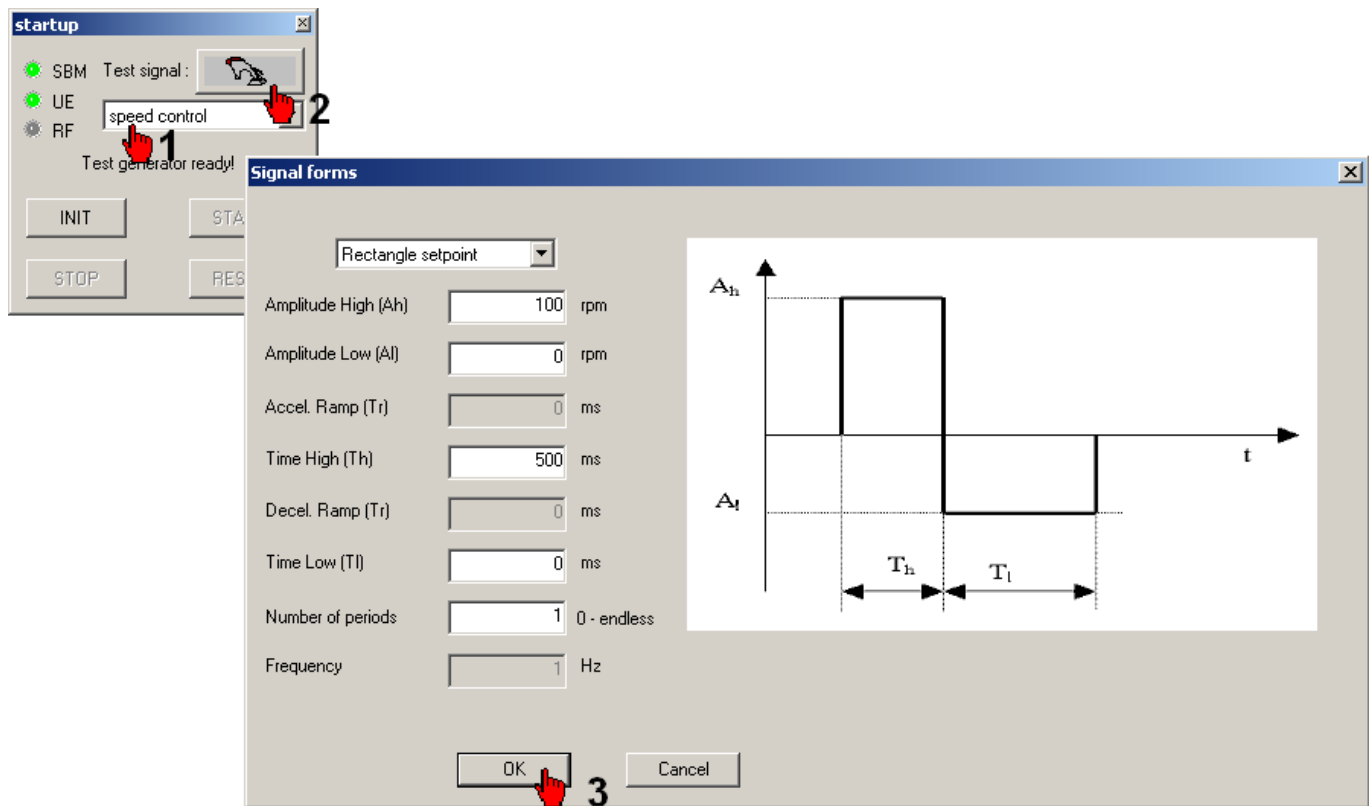 startup
SBM Test signal :
UE
speed control
RF
2
1
Test generator ready!
INIT
STOP
Signal forms
Rectangle setpoint
Amplitude High (Ah) 100 rpm
Amplitude Low (Al) 0 rpm
Accel. Ramp (Tr) 0 ms
Time High (Th) 500 ms
Decel. Ramp (Tr) 0 ms
Time Low (Tl) 0 ms
Number of periods 1 0 - endless
Frequency 1 Hz
Ah
t
Al
Th Tl
OK Cancel
3